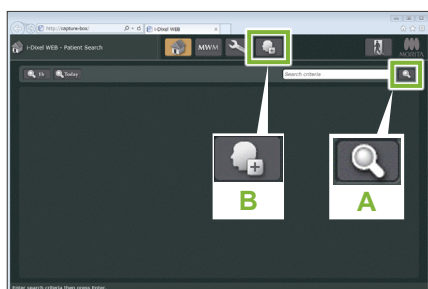 http://capture-box/
i-Dixel WEB
i-Dixel WEB - Patient Search
MWM
MORITA
1h
Today
Search criteria
B
A
Enter search criteria then press Enter.